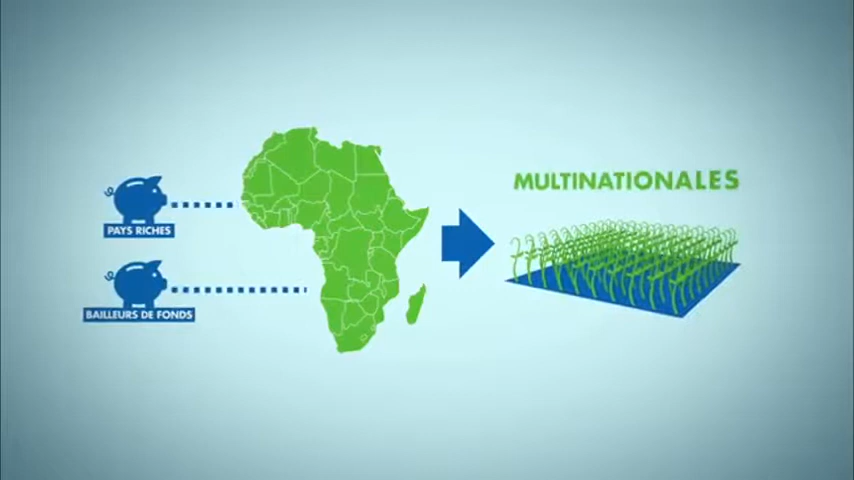 MULTINATIONALES
PAYS RICHES
BAILLEURS DE FONDS